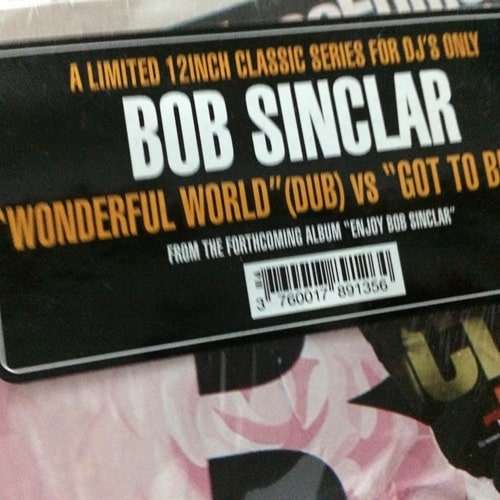 A LIMITED 12INCH CLASSIC SERIES FOR DJ'S ONLY
BOB SINCLAR
"WONDERFUL WORLD" (DUB) VS "GOT TO B
FROM THE FORTHCOMING ALBUM "ENJOY BOB SINCLAR"
3 760017 891356